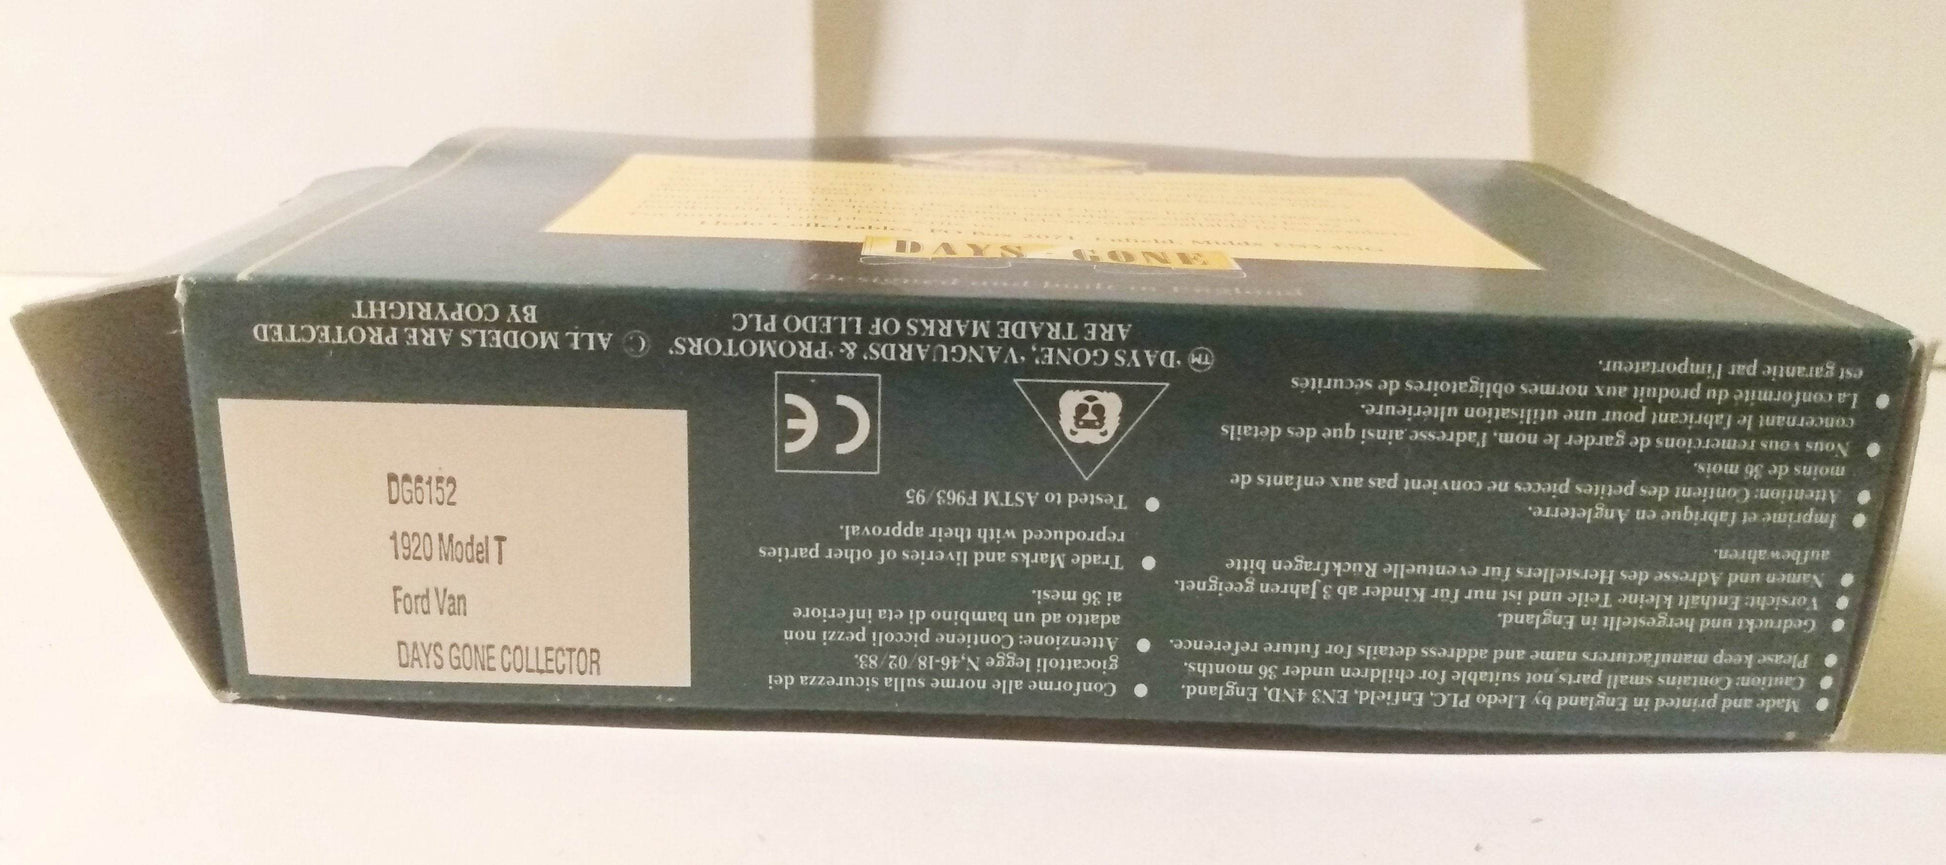 DG6152
1920 Model T
Ford Van
DAYS GONE COLLECTOR
● Made and printed in England by Lledo PLC, Enfield, EN3 4ND, England.
● Caution: Contains small parts, not suitable for children under 36 months.
● Please keep manufacturers name and address details for future reference.
● Gedruckt und hergestellt in England.
● Vorsicht: Enthält kleine Teile und ist nur für Kinder ab 3 Jahren geeignet.
● Namen und Adresse des Herstellers für eventuelle Rückfragen bitte
aufbewahren.
● Imprimé et fabriqué en Angleterre.
● Attention: Contient des petites pièces ne convient pas aux enfants de
moins de 36 mois.
● Nous vous remercions de garder le nom, l'adresse ainsi que des détails
concernant le fabricant pour une utilisation ultérieure.
● La conformité du produit aux normes obligatoires de sécurités
est garantie par l'importateur.
● Conforme alle norme sulla sicurezza dei
giocattoli legge N,46-18/02/83.
● Attenzione: Contiene piccoli pezzi non
adatto ad un bambino di eta inferiore
ai 36 mesi.
● Trade Marks and liveries of other parties
reproduced with their approval.
● Tested to ASTM F963/95
CE
™ 'DAYS GONE', 'VANGUARDS' & 'PROMOTORS'
ARE TRADE MARKS OF LLEDO PLC
© ALL MODELS ARE PROTECTED
BY COPYRIGHT
DAYS · GONE
Designed and built in England